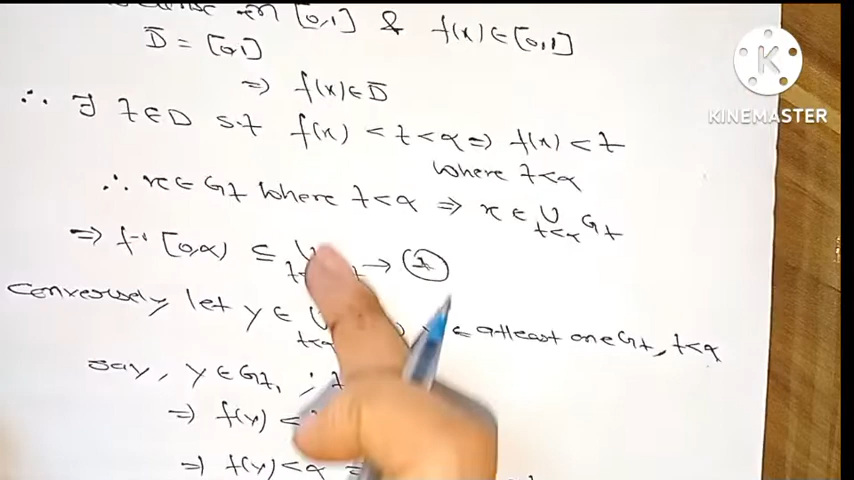 in [0,1] & f(x) ∈ [0,1]
D̅ = [0,1]
⇒ f(x) ∈ D̅
∴ ∃ t ∈ D s.t f(x) < t < α ⇒ f(x) < t
where t < α
∴ x ∈ Gt where t < α ⇒ x ∈ ∪ Gt
t<α
⇒ f⁻¹ [0,α) ⊆ ∪ → ①
Conversely let y ∈ ∪ atleast one Gt, t<α
t<α
say, y ∈ Gt,
⇒ f(y) <
⇒ f(y) < α
K
KINEMASTER